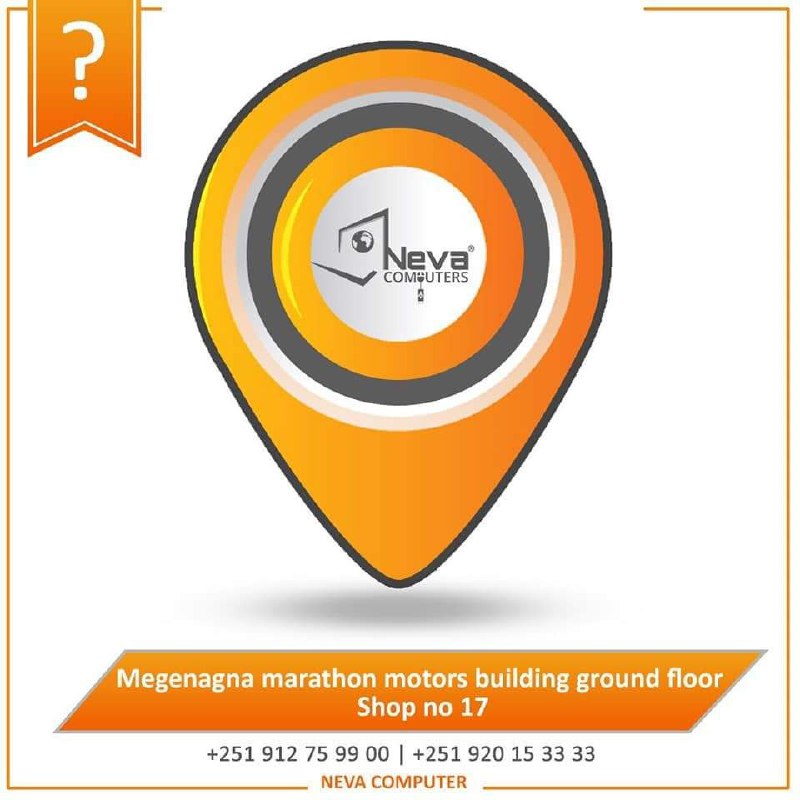 ?
Neva®
COMPUTERS
Megenagna marathon motors building ground floor
Shop no 17
+251 912 75 99 00 | +251 920 15 33 33
NEVA COMPUTER